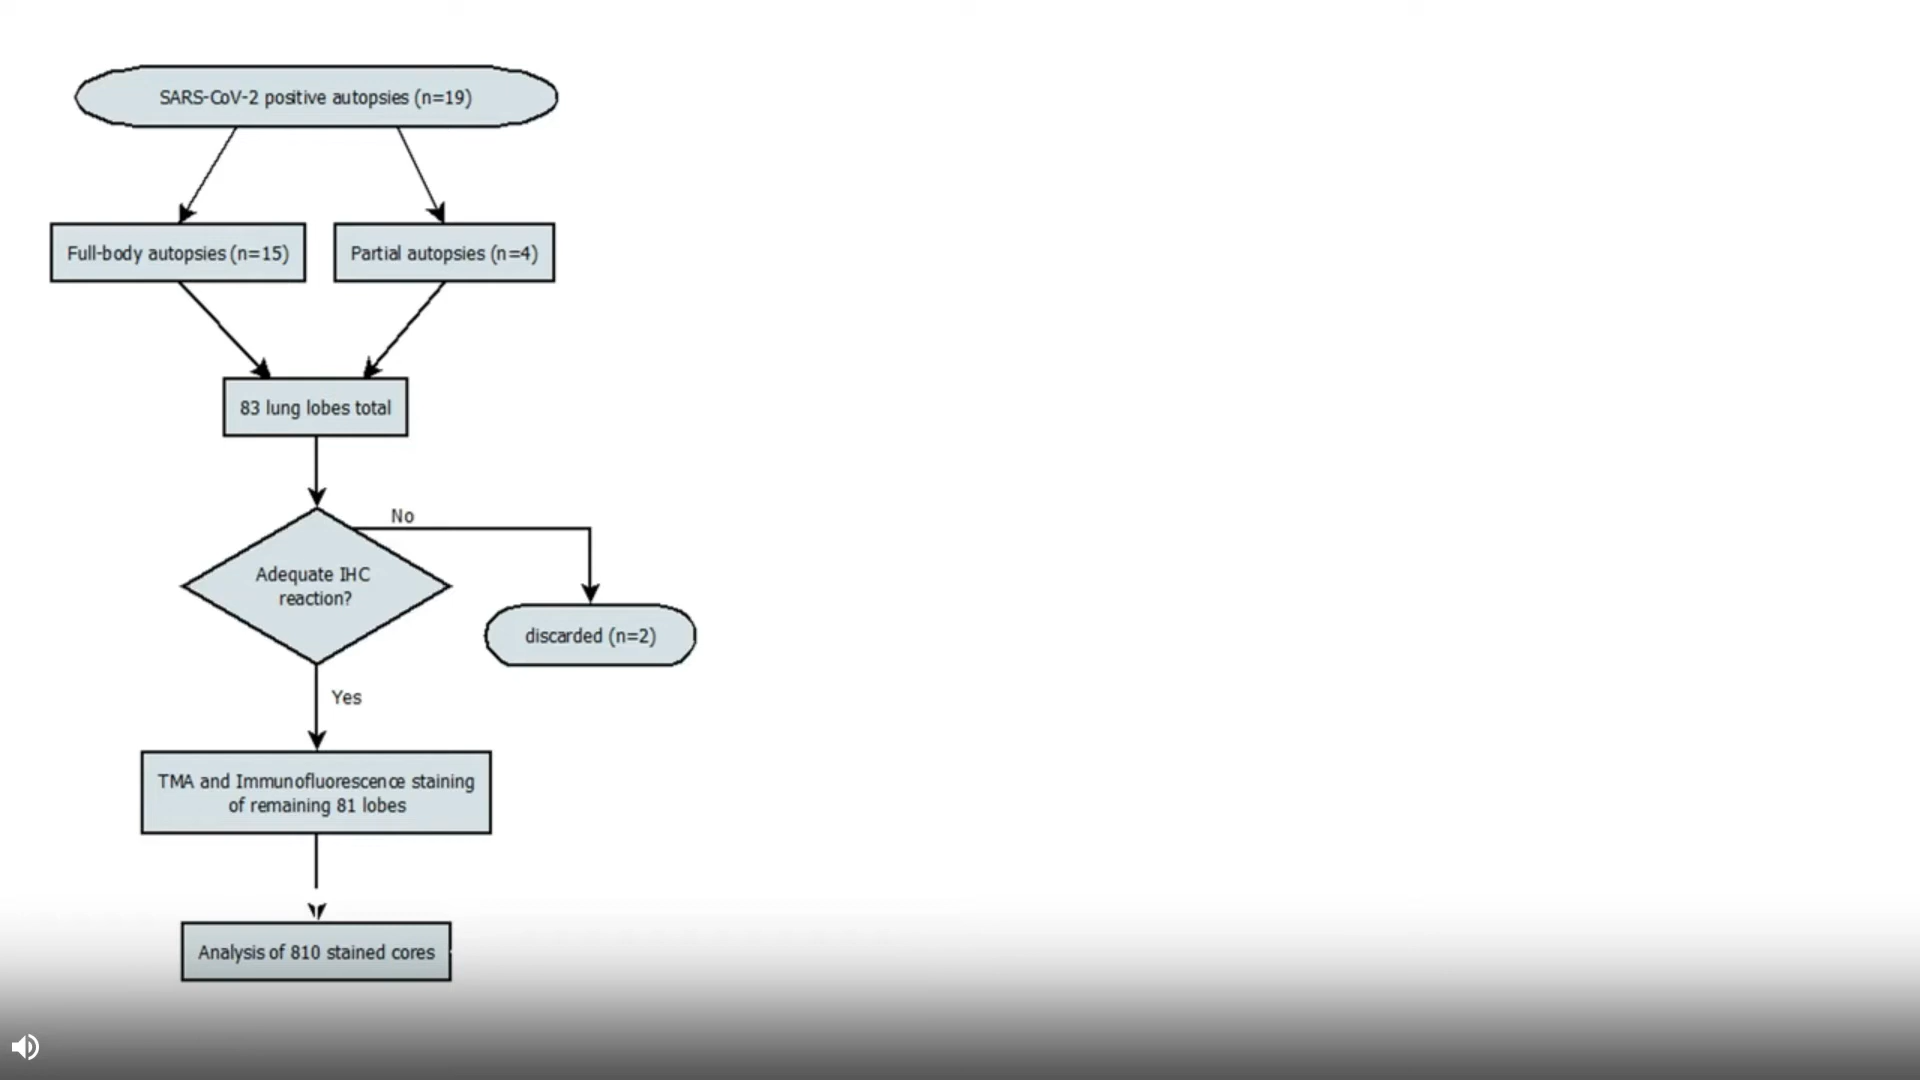 SARS-CoV-2 positive autopsies (n=19)
Full-body autopsies (n=15)
Partial autopsies (n=4)
83 lung lobes total
No
Adequate IHC
reaction?
discarded (n=2)
Yes
TMA and Immunofluorescence staining
of remaining 81 lobes
Analysis of 810 stained cores